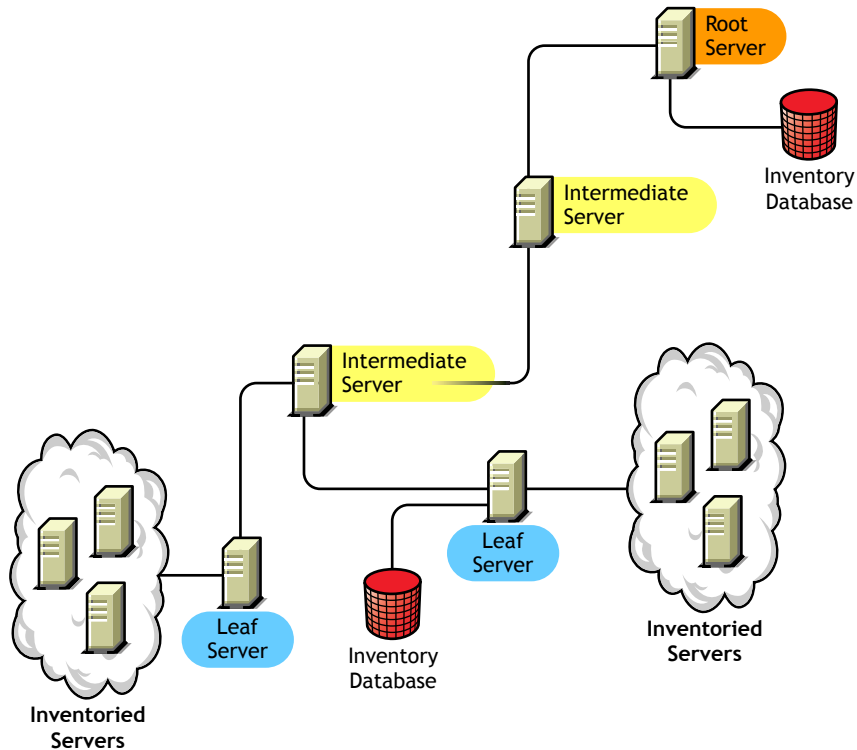 Root
Server
Inventory
Database
Intermediate
Server
Intermediate
Server
Leaf
Server
Inventoried
Servers
Leaf
Server
Inventory
Database
Inventoried
Servers